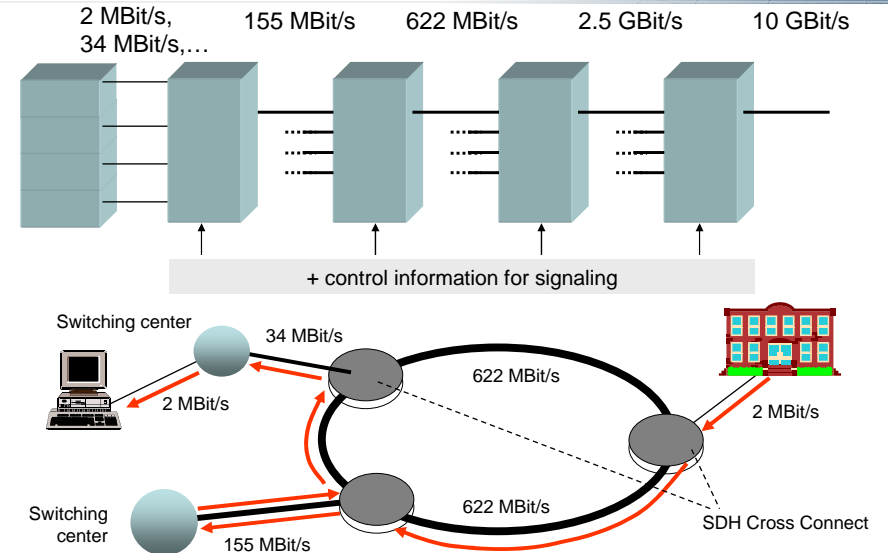 2 MBit/s,
34 MBit/s,...
155 MBit/s
622 MBit/s
2.5 GBit/s
10 GBit/s
+ control information for signaling
Switching center
34 MBit/s
622 MBit/s
2 MBit/s
2 MBit/s
622 MBit/s
Switching
center
155 MBit/s
SDH Cross Connect